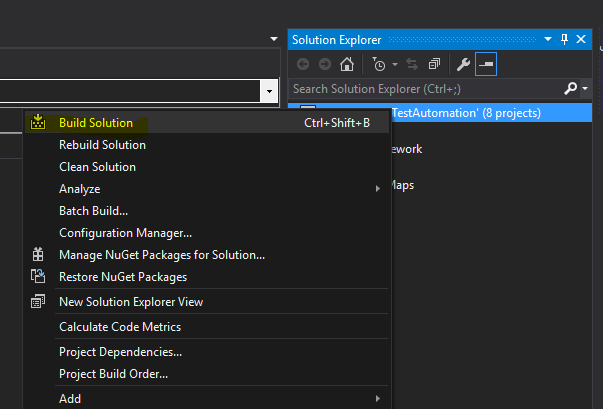 Solution Explorer
Search Solution Explorer (Ctrl+;)
TestAutomation' (8 projects)
Build Solution Ctrl+Shift+B
Rebuild Solution
Clean Solution
Analyze
Batch Build...
Configuration Manager...
Manage NuGet Packages for Solution...
Restore NuGet Packages
New Solution Explorer View
Calculate Code Metrics
Project Dependencies...
Project Build Order...
Add
ework
Maps